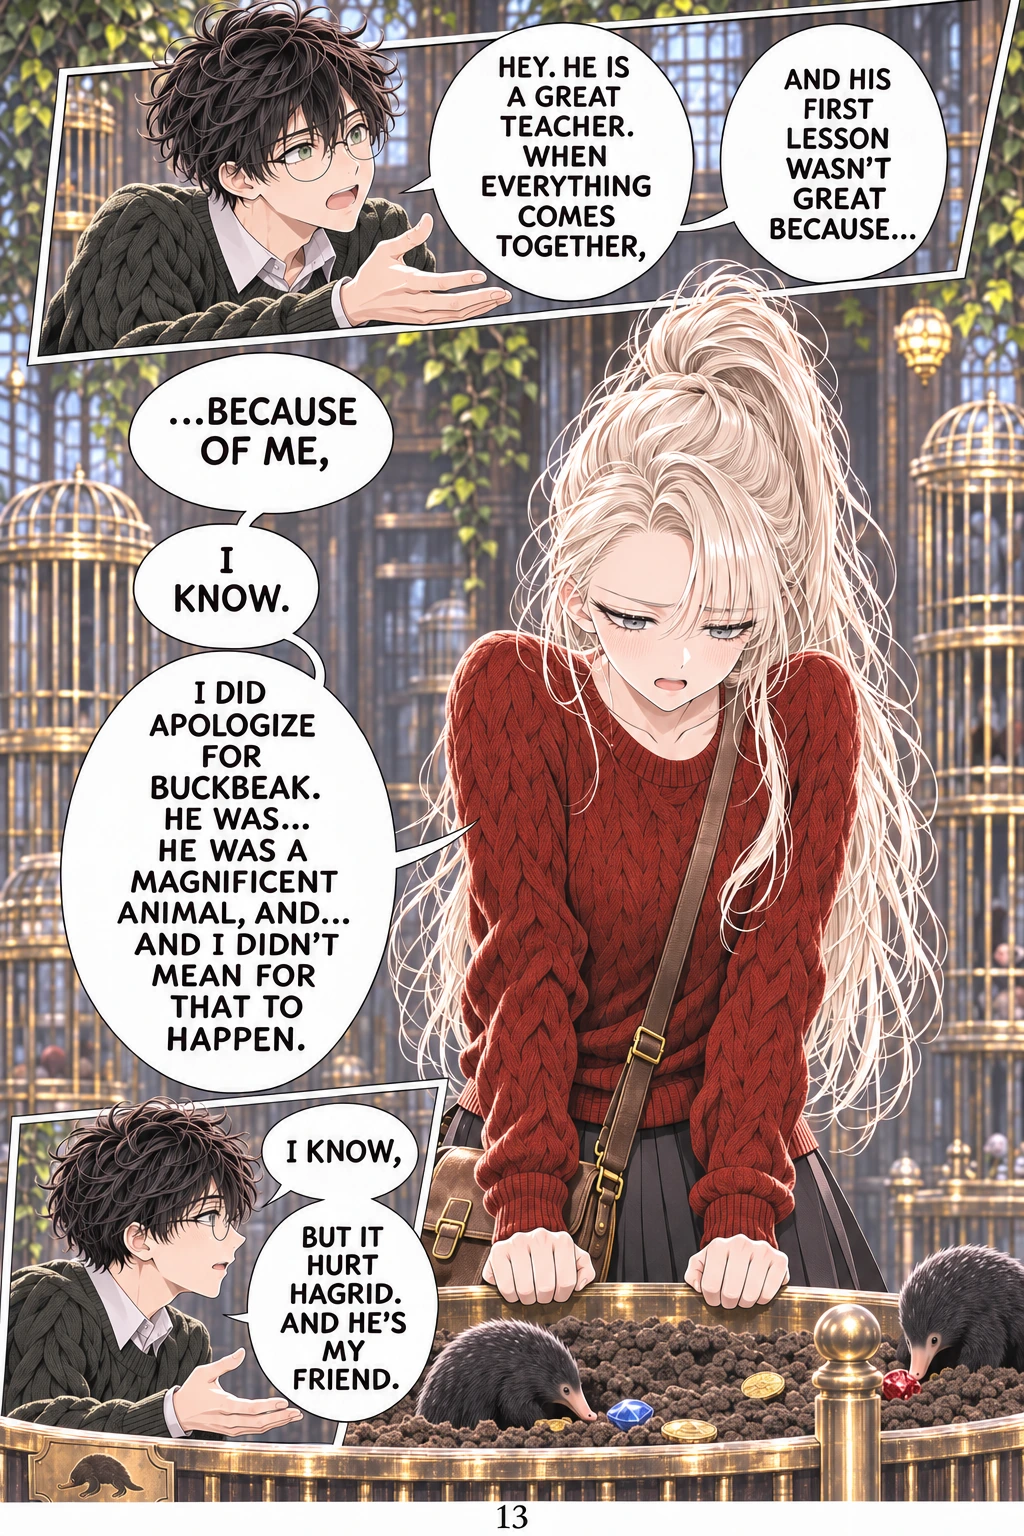 HEY. HE IS
A GREAT
TEACHER.
WHEN
EVERYTHING
COMES
TOGETHER,
AND HIS
FIRST
LESSON
WASN'T
GREAT
BECAUSE...
...BECAUSE
OF ME,
I
KNOW.
I DID
APOLOGIZE
FOR
BUCKBEAK.
HE WAS...
HE WAS A
MAGNIFICENT
ANIMAL, AND...
AND I DIDN'T
MEAN FOR
THAT TO
HAPPEN.
I KNOW,
BUT IT
HURT
HAGRID.
AND HE'S
MY
FRIEND.
13